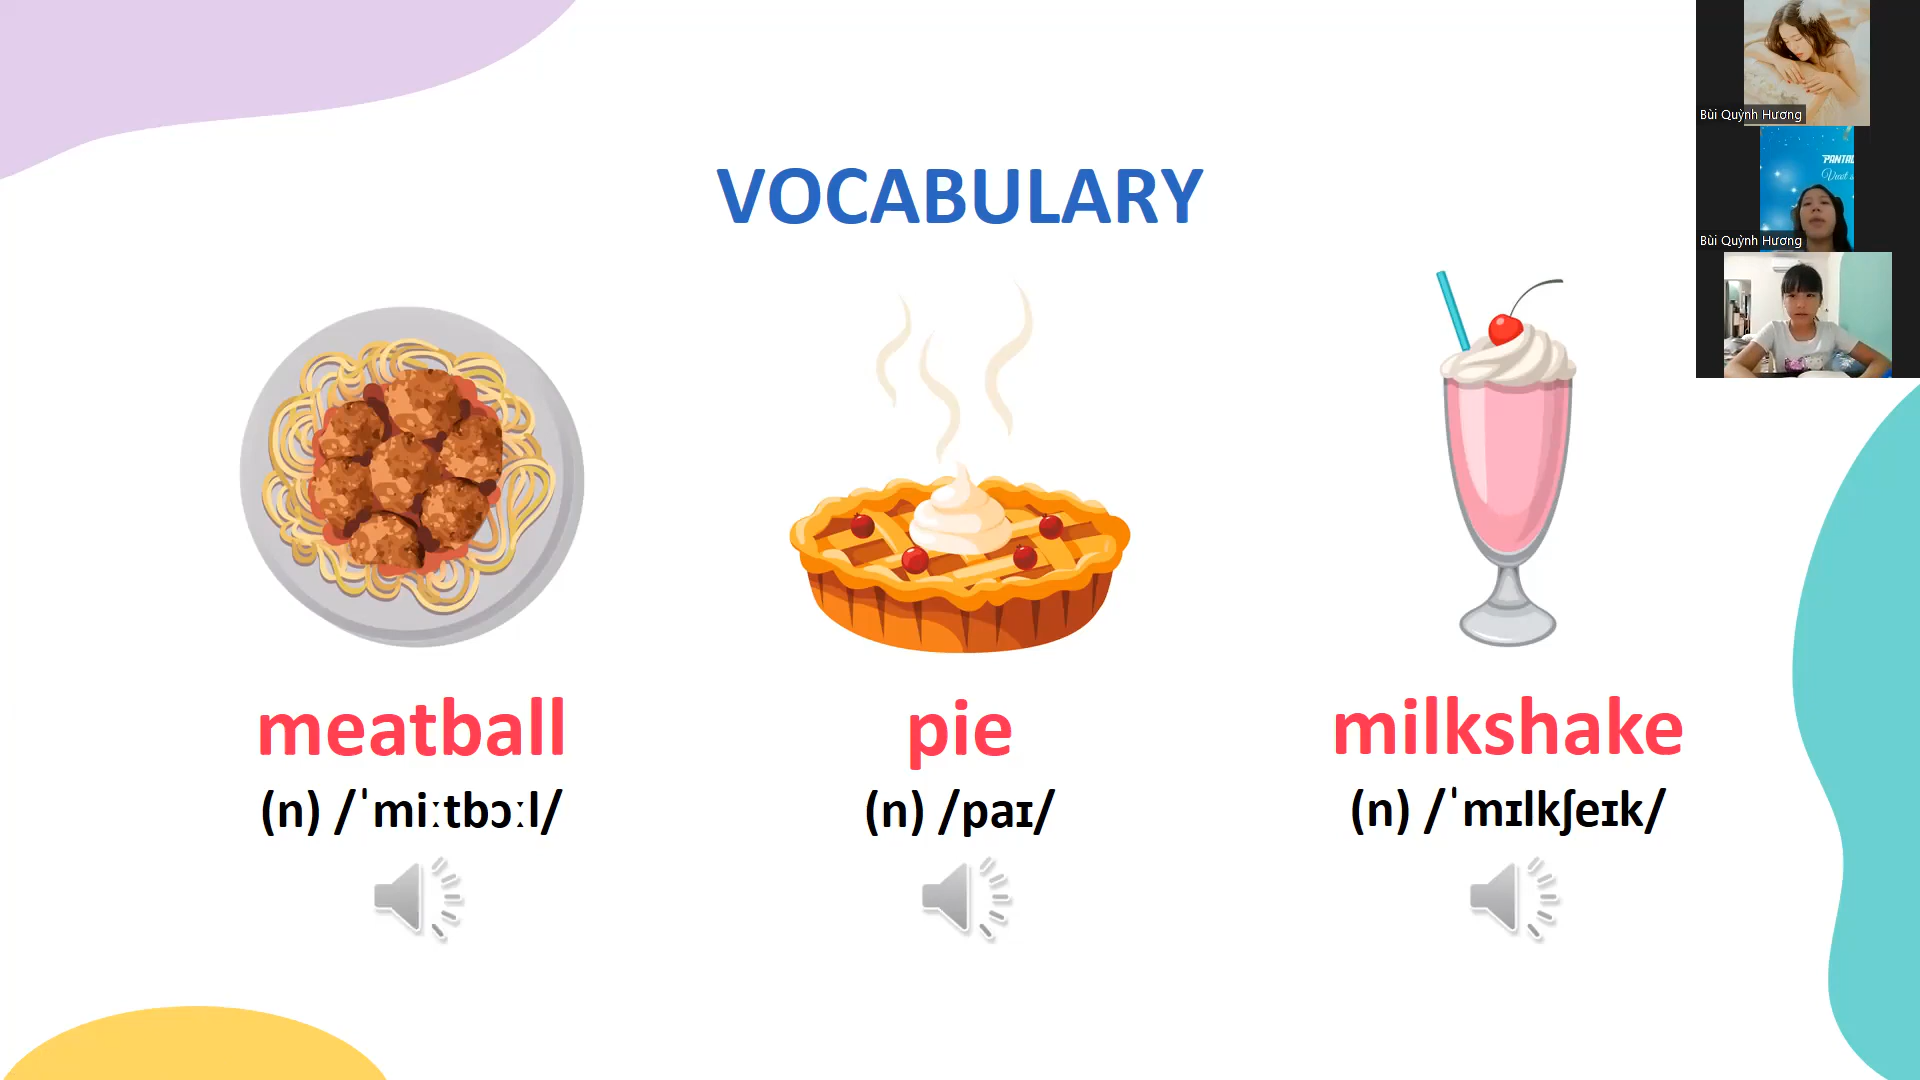 VOCABULARY
meatball
(n) /ˈmiːtbɔːl/
pie
(n) /paɪ/
milkshake
(n) /ˈmɪlkʃeɪk/
Bùi Quỳnh Hương
Bùi Quỳnh Hương